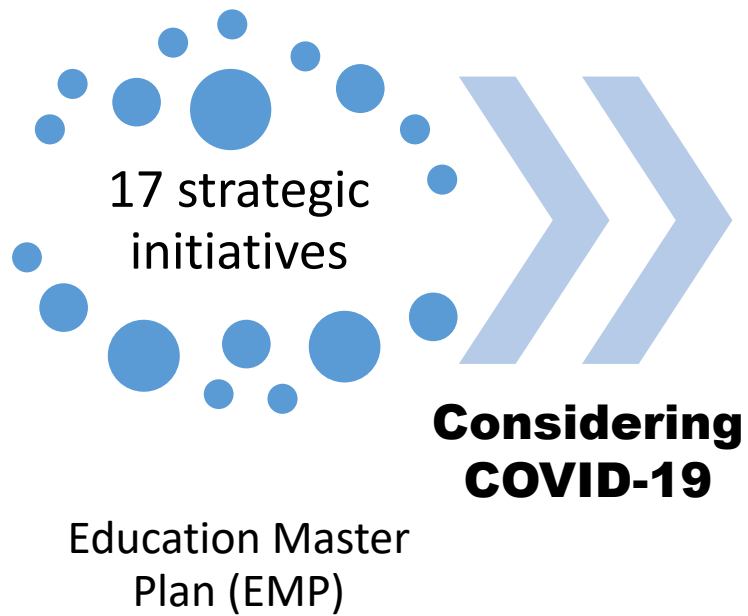 17 strategic
initiatives
Considering
COVID-19
Education Master
Plan (EMP)